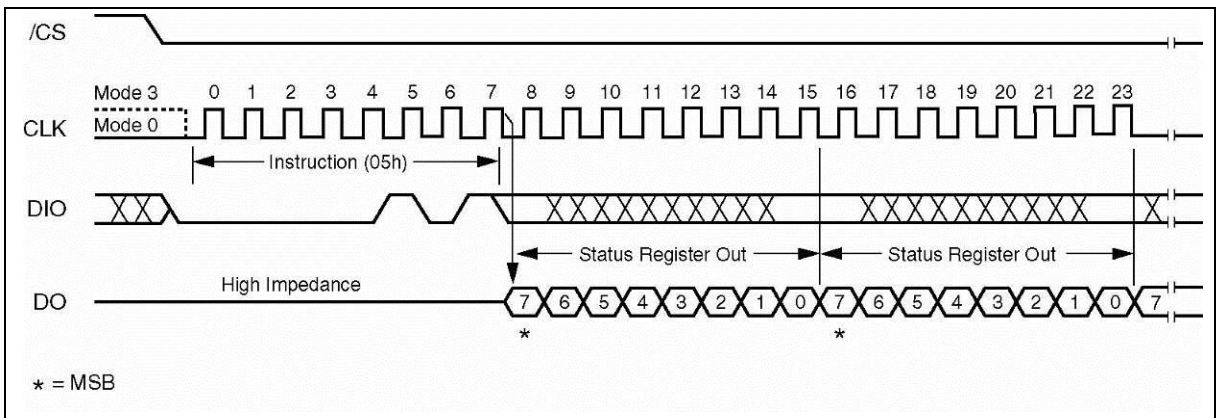 /CS
Mode 3 0 1 2 3 4 5 6 7 8 9 10 11 12 13 14 15 16 17 18 19 20 21 22 23
CLK Mode 0
Instruction (05h)
DIO
Status Register Out Status Register Out
High Impedance
DO 7 6 5 4 3 2 1 0 7 6 5 4 3 2 1 0 7
* *
* = MSB